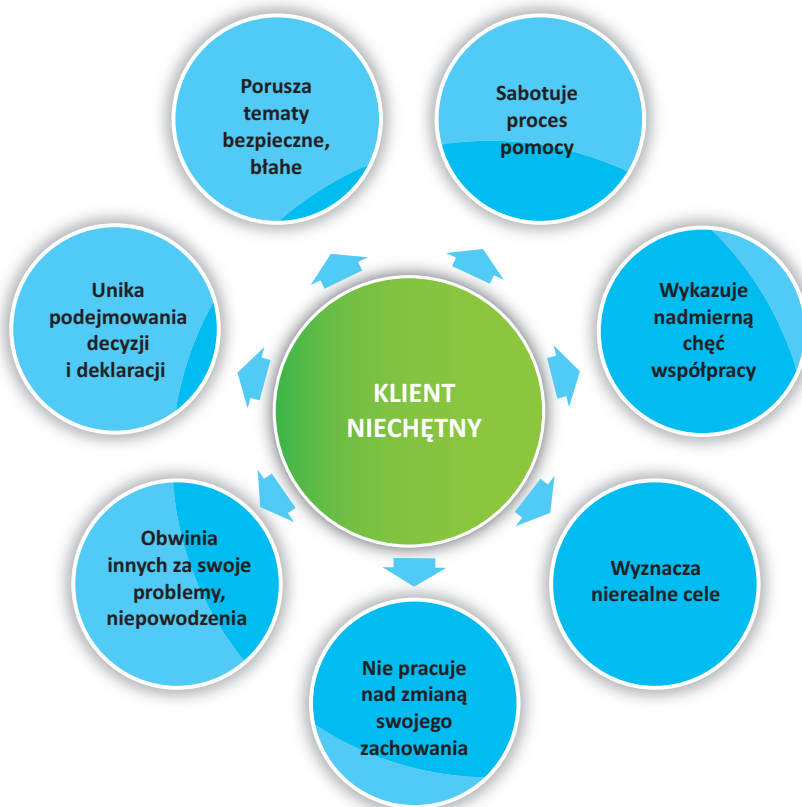 Porusza
tematy
bezpieczne,
błahe
Sabotuje
proces
pomocy
Unika
podejmowania
decyzji
i deklaracji
Wykazuje
nadmierną
chęć
współpracy
KLIENT
NIECHĘTNY
Obwinia
innych za swoje
problemy,
niepowodzenia
Wyznacza
nierealne cele
Nie pracuje
nad zmianą
swojego
zachowania